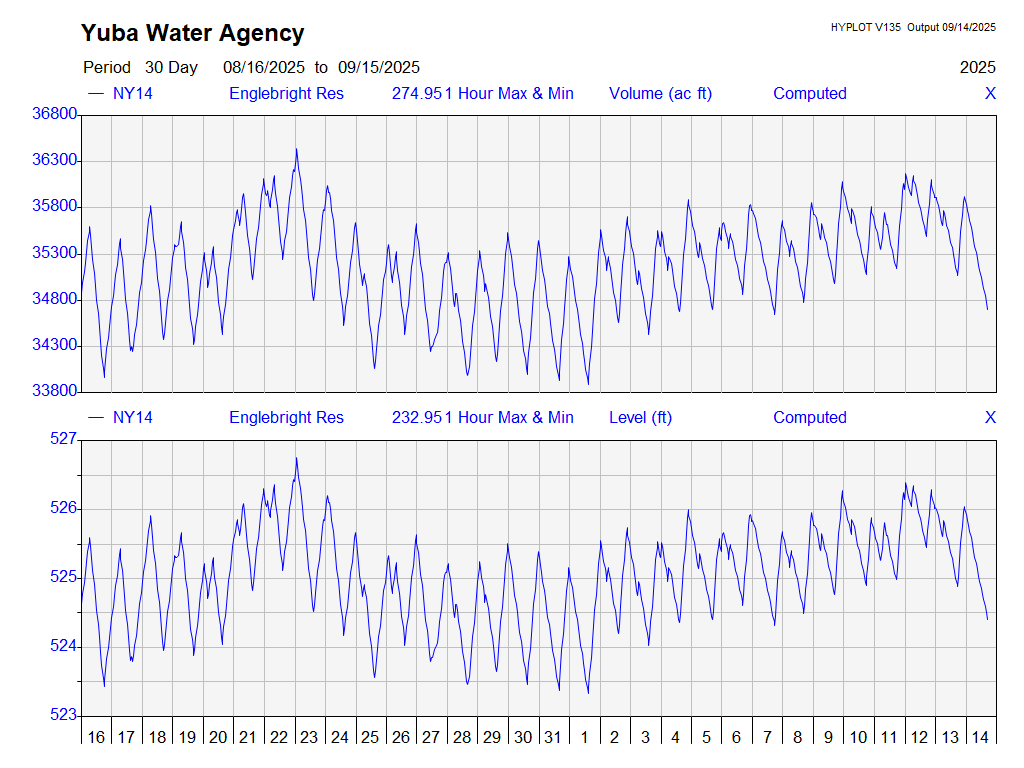 Yuba Water Agency
HYPLOT V135 Output 09/14/2025
Period 30 Day 08/16/2025 to 09/15/2025 2025
NY14 Englebright Res 274.951 Hour Max & Min Volume (ac ft) Computed X
36800
36300
35800
35300
34800
34300
33800
NY14 Englebright Res 232.951 Hour Max & Min Level (ft) Computed X
527
526
525
524
523
16 17 18 19 20 21 22 23 24 25 26 27 28 29 30 31 1 2 3 4 5 6 7 8 9 10 11 12 13 14